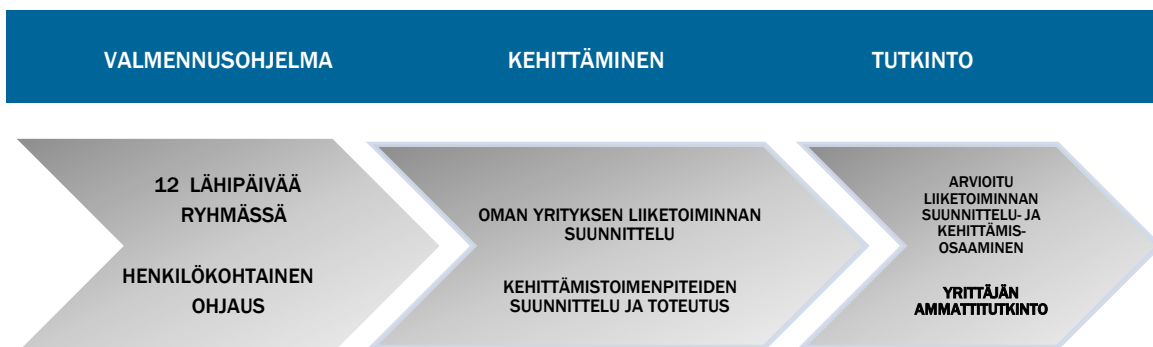 VALMENNUSOHJELMA
KEHITTÄMINEN
TUTKINTO
12 LÄHIPÄIVÄÄ
RYHMÄSSÄ
HENKILÖKOHTAINEN
OHJAUS
OMAN YRITYKSEN LIIKETOIMINNAN
SUUNNITTELU
KEHITTÄMISTOIMENPITEIDEN
SUUNNITTELU JA TOTEUTUS
ARVIOITU
LIIKETOIMINNAN
SUUNNITTELU- JA
KEHITTÄMIS-
OSAAMINEN
YRITTÄJÄN
AMMATTITUTKINTO